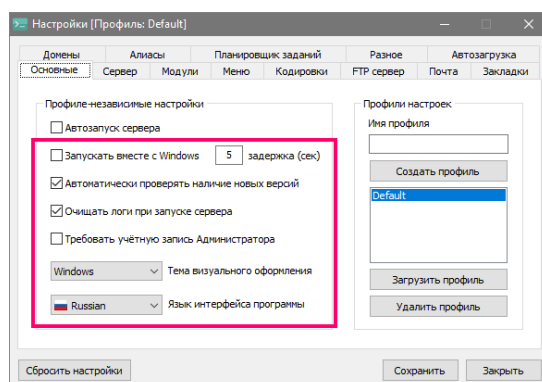 Настройки [Профиль: Default]
Домены Алиасы Планировщик заданий Разное Автозагрузка
Основные Сервер Модули Меню Кодировки FTP сервер Почта Закладки
Профиле-независимые настройки
Автозапуск сервера
Запускать вместе с Windows 5 задержка (сек)
Автоматически проверять наличие новых версий
Очищать логи при запуске сервера
Требовать учётную запись Администратора
Windows Тема визуального оформления
Russian Язык интерфейса программы
Профили настроек
Имя профиля
Создать профиль
Default
Загрузить профиль
Удалить профиль
Сбросить настройки Сохранить Закрыть